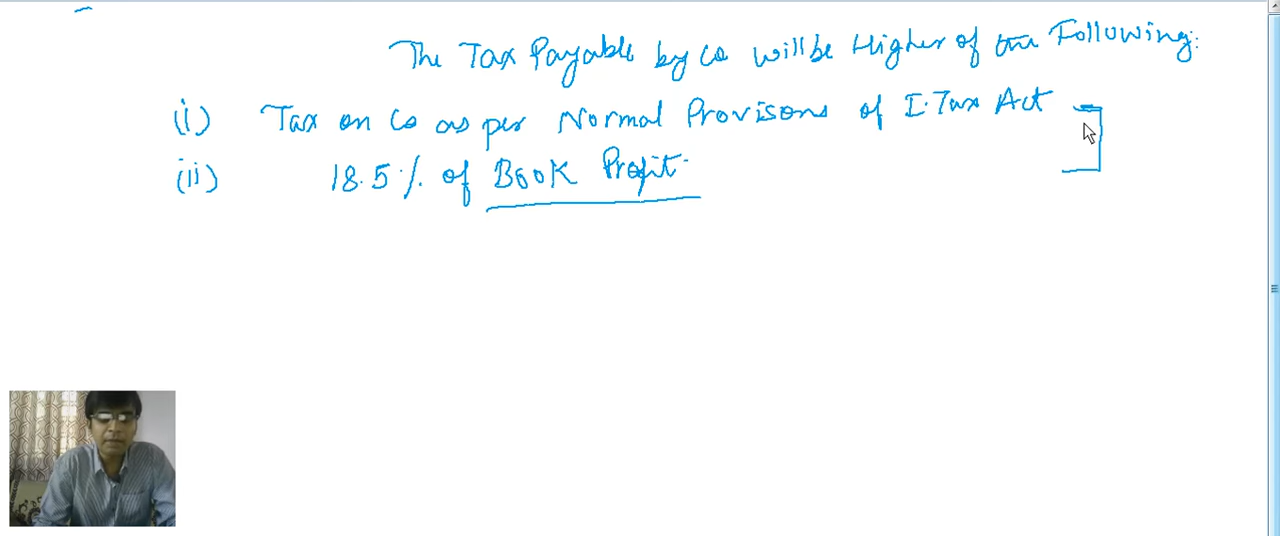 The Tax Payable by Co will be Higher of the Following:
(i) Tax on Co as per Normal Provisons of I. Tax Act
(ii) 18.5% of Book Profit.